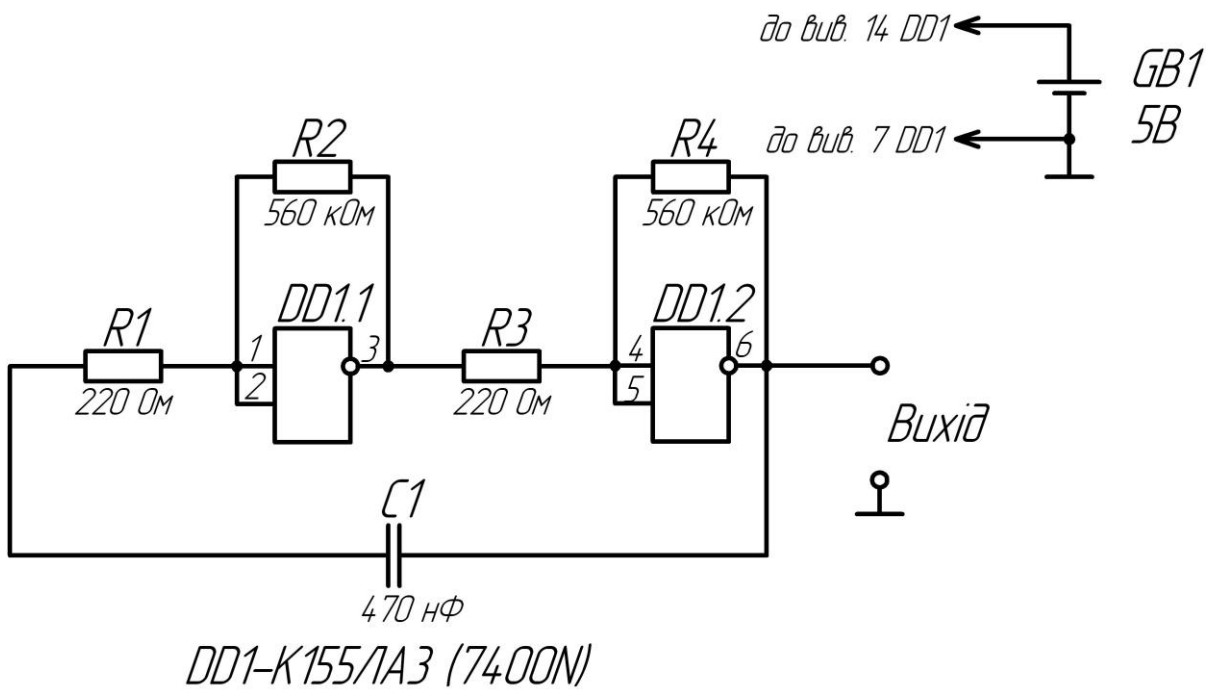 до вив. 14 DD1
GB1
5В
до вив. 7 DD1
R2
560 кОм
R4
560 кОм
DD1.1
DD1.2
R1
220 Ом
1
2
3
R3
220 Ом
4
5
6
Вихід
C1
470 нФ
DD1-К155ЛА3 (7400N)